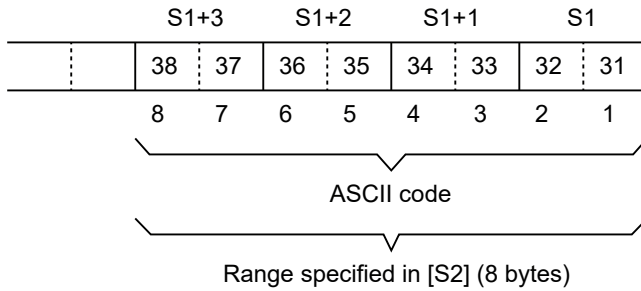 S1+3 S1+2 S1+1 S1
38 37 36 35 34 33 32 31
8 7 6 5 4 3 2 1
ASCII code
Range specified in [S2] (8 bytes)